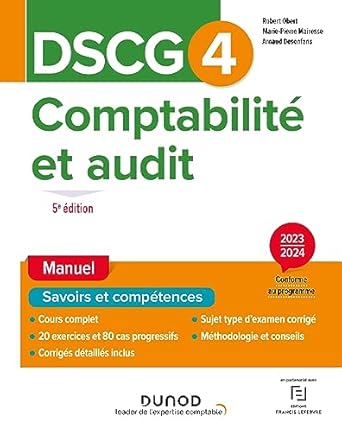 Robert Obert
Marie-Pierre Mairesse
Arnaud Desenfans
DSCG 4
Comptabilité
et audit
5e édition
2023
2024
Conforme
au programme
Manuel
Savoirs et compétences
• Cours complet
• 20 exercices et 80 cas progressifs
• Corrigés détaillés inclus
• Sujet type d'examen corrigé
• Méthodologie et conseils
DUNOD
leader de l'expertise comptable
en partenariat avec
ÉDITIONS
FRANCIS LEFEBVRE